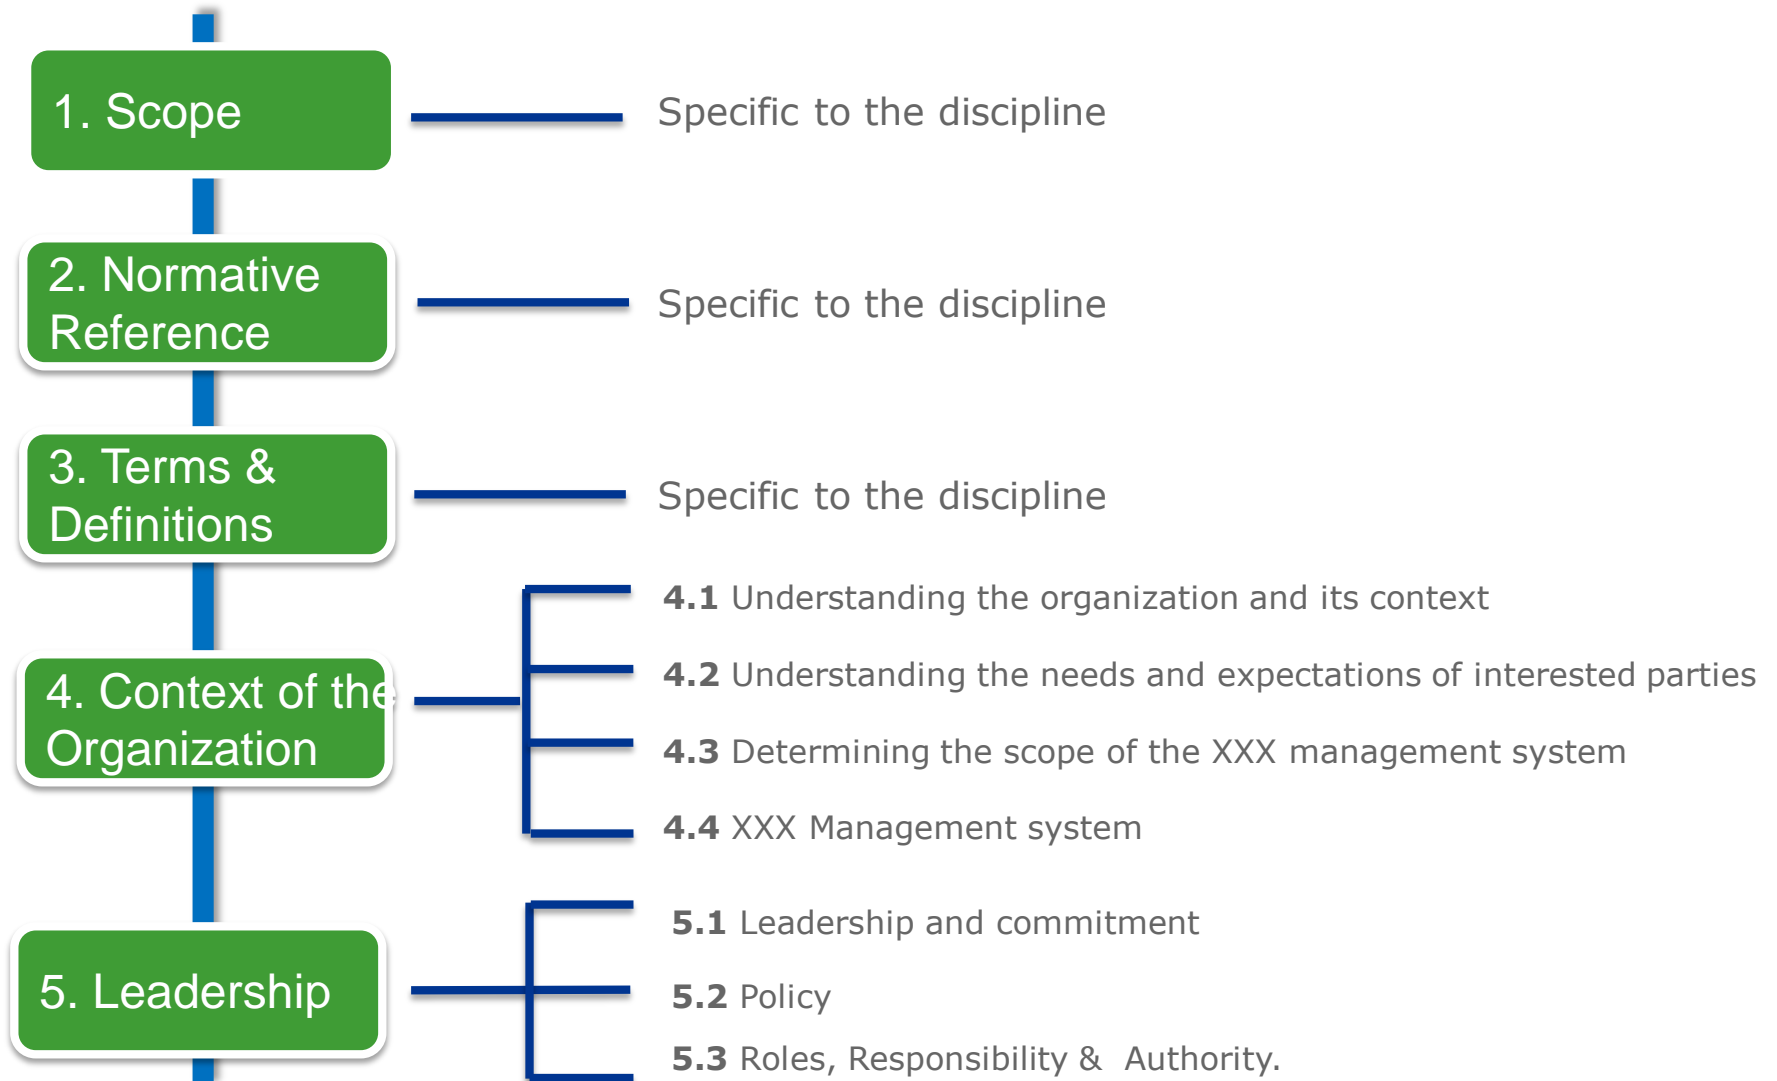 1. Scope
Specific to the discipline
2. Normative
Reference
Specific to the discipline
3. Terms &
Definitions
Specific to the discipline
4. Context of the
Organization
4.1 Understanding the organization and its context
4.2 Understanding the needs and expectations of interested parties
4.3 Determining the scope of the XXX management system
4.4 XXX Management system
5. Leadership
5.1 Leadership and commitment
5.2 Policy
5.3 Roles, Responsibility & Authority.